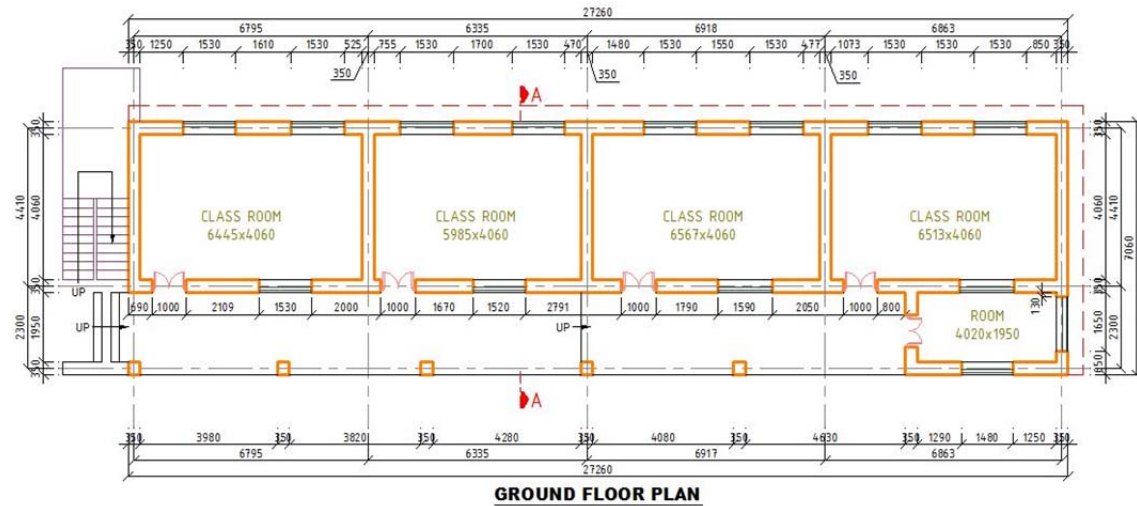 27260
6795 6335 6918 6863
350 1250 1530 1610 1530 525 755 1530 1700 1530 470 1480 1530 1550 1530 477 1073 1530 1530 1530 850 350
350 350 350
A
350 350
4410 4060 4060 4410 7060
CLASS ROOM CLASS ROOM CLASS ROOM CLASS ROOM
6445x4060 5985x4060 6567x4060 6513x4060
UP
350 350
690 1000 2109 1530 2000 1000 1670 1520 2791 1000 1790 1590 2050 1000 800 130
ROOM
4020x1950
UP UP
2300 1950 1650 2300
350
A
350 3980 350 3820 350 4280 350 4080 350 4630 350 1290 1480 1250 350
6795 6335 6917 6863
27260
GROUND FLOOR PLAN